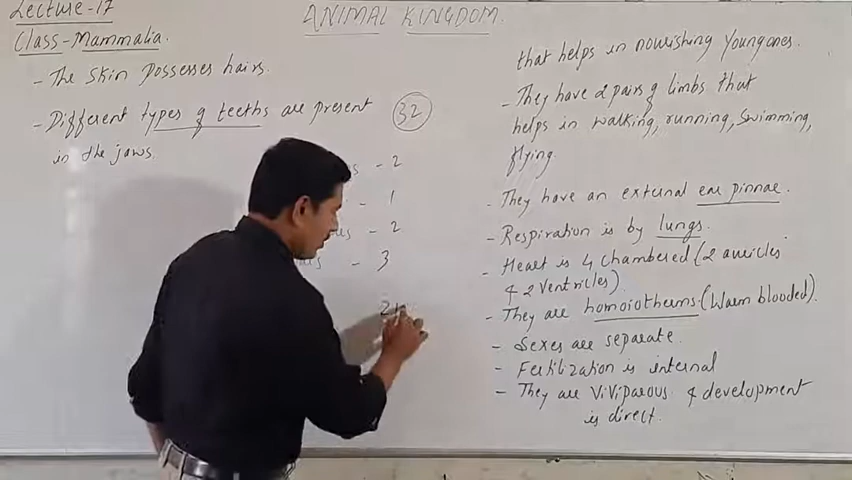 Lecture-17
ANIMAL KINGDOM.
Class-Mammalia.
- The Skin possesses hairs.
- Different types of teeths are present 32
in the jaws.
- 2
- 1
- 2
- 3
that helps in nourishing Young ones.
- They have 2 pairs of limbs that
helps in walking, running, Swimming,
flying.
- They have an external ear pinnae.
- Respiration is by lungs.
- Heart is 4 chambered (2 auricles
& 2 ventricles).
- They are homoiotherms (Warm blooded).
- Sexes are separate.
- Fertilization is internal
- They are Viviparous & development
is direct.